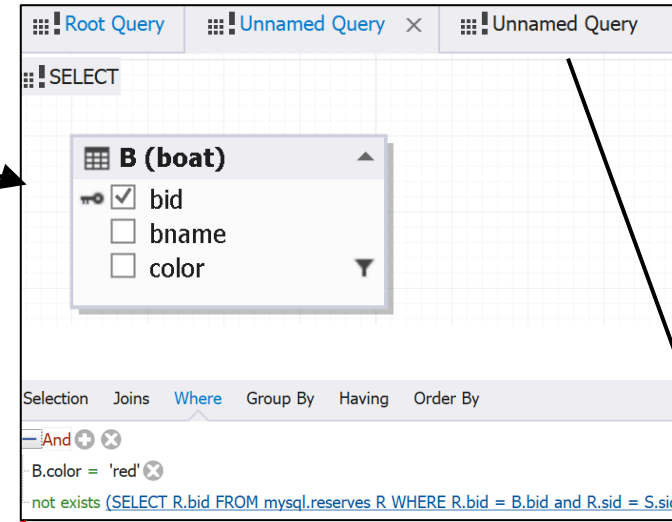 Root Query Unnamed Query Unnamed Query
SELECT
B (boat)
bid
bname
color
Selection Joins Where Group By Having Order By
And
B.color = 'red'
not exists (SELECT R.bid FROM mysql.reserves R WHERE R.bid = B.bid and R.sid = S.sid